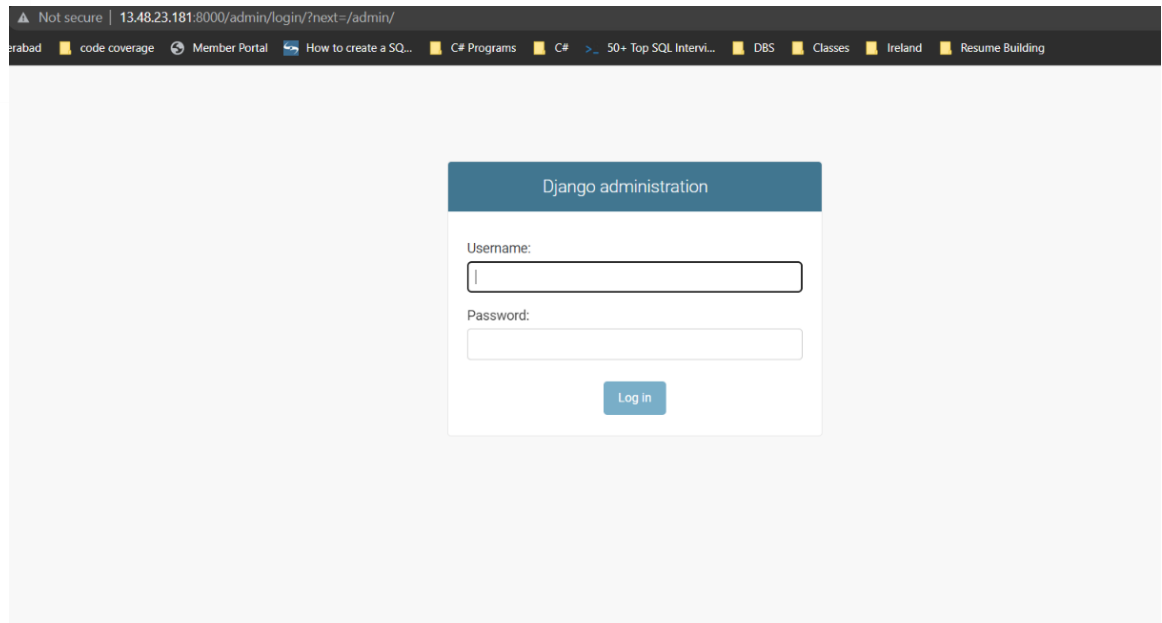 Not secure | 13.48.23.181:8000/admin/login/?next=/admin/
erabad code coverage Member Portal How to create a SQ... C# Programs C# >_ 50+ Top SQL Intervi... DBS Classes Ireland Resume Building
Django administration
Username:
Password:
Log in